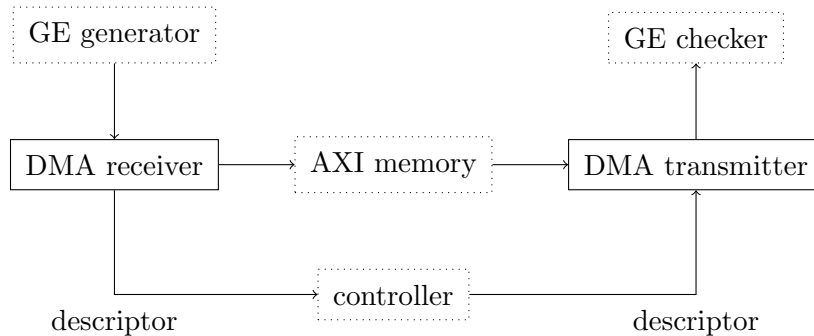 GE generator
GE checker
DMA receiver
AXI memory
DMA transmitter
controller
descriptor
descriptor